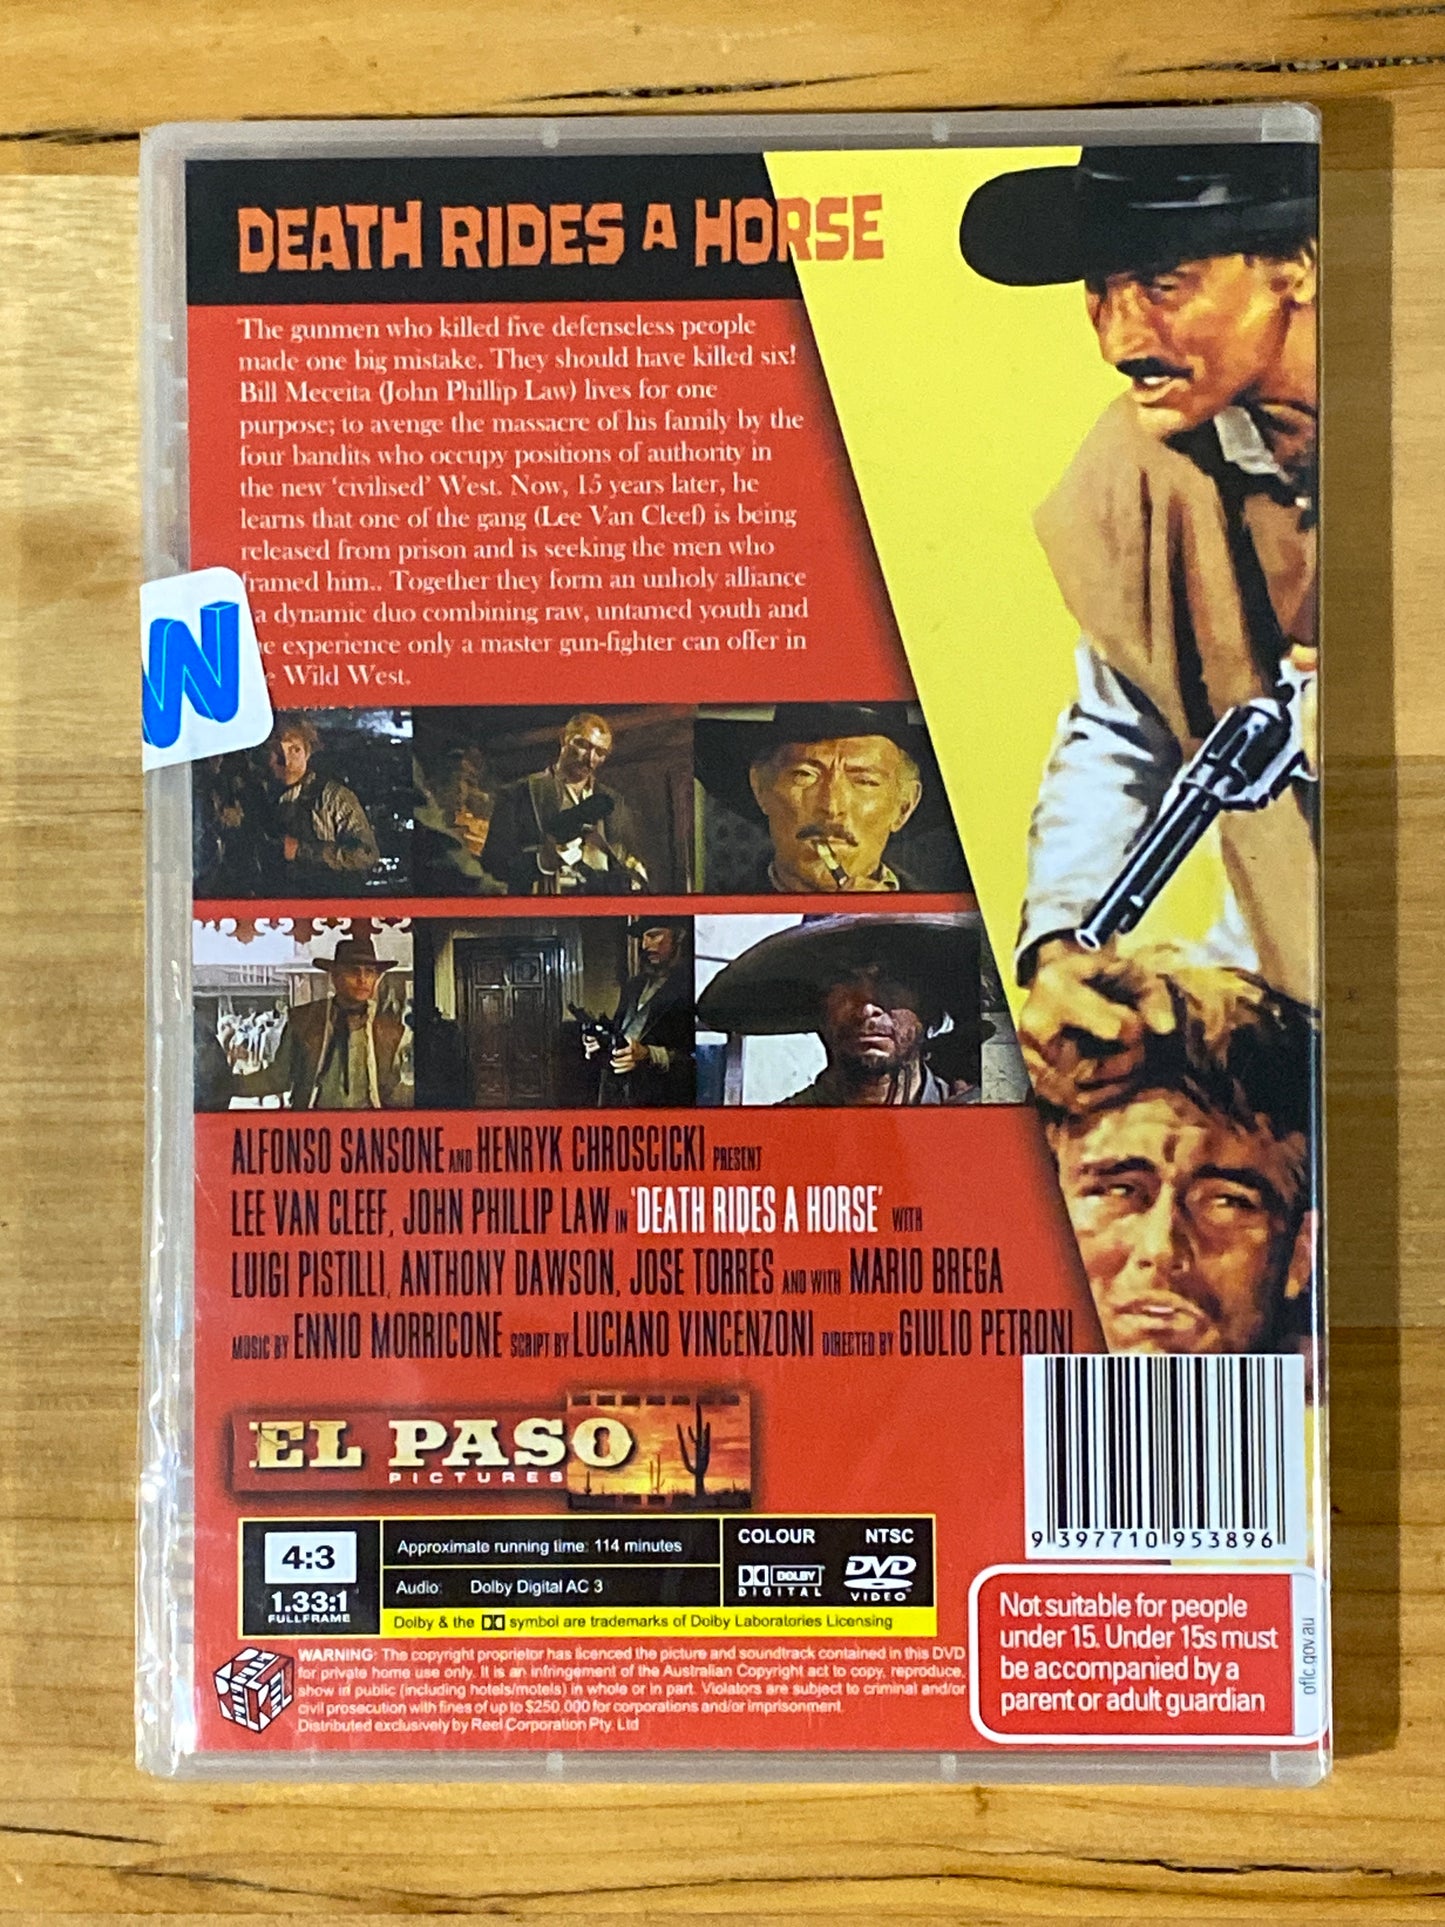 DEATH RIDES A HORSE
The gunmen who killed five defenseless people
made one big mistake. They should have killed six!
Bill Meceita (John Phillip Law) lives for one
purpose; to avenge the massacre of his family by the
four bandits who occupy positions of authority in
the new 'civilised' West. Now, 15 years later, he
learns that one of the gang (Lee Van Cleef) is being
released from prison and is seeking the men who
framed him.. Together they form an unholy alliance
a dynamic duo combining raw, untamed youth and
experience only a master gun-fighter can offer in
Wild West.
W
ALFONSO SANSONE AND HENRYK CHROSCICKI PRESENT
LEE VAN CLEEF, JOHN PHILLIP LAW IN 'DEATH RIDES A HORSE' WITH
LUIGI PISTILLI, ANTHONY DAWSON, JOSE TORRES AND WITH MARIO BREGA
MUSIC BY ENNIO MORRICONE SCRIPT BY LUCIANO VINCENZONI DIRECTED BY GIULIO PETRONI
EL PASO
PICTURES
9 397710 953896
4:3
1.33:1
FULLFRAME
Approximate running time: 114 minutes
Audio: Dolby Digital AC 3
COLOUR NTSC
DOLBY
DIGITAL
DVD
VIDEO
Dolby & the symbol are trademarks of Dolby Laboratories Licensing
WARNING: The copyright proprietor has licenced the picture and soundtrack contained in this DVD
for private home use only. It is an infringement of the Australian Copyright act to copy, reproduce,
show in public (including hotels/motels) in whole or in part. Violators are subject to criminal and/or
civil prosecution with fines of up to $250,000 for corporations and/or imprisonment.
Distributed exclusively by Reel Corporation Pty. Ltd
Not suitable for people
under 15. Under 15s must
be accompanied by a
parent or adult guardian
oflc.gov.au